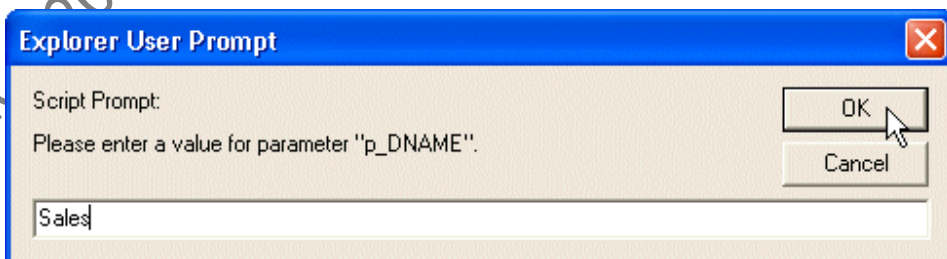 Explorer User Prompt
Script Prompt:
OK
Please enter a value for parameter "p_DNAME".
Cancel
Sales